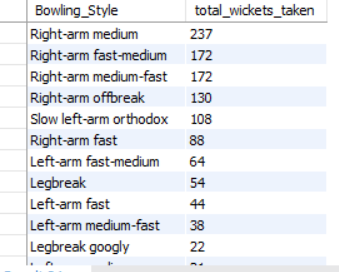 Bowling_Style total_wickets_taken
Right-arm medium 237
Right-arm fast-medium 172
Right-arm medium-fast 172
Right-arm offbreak 130
Slow left-arm orthodox 108
Right-arm fast 88
Left-arm fast-medium 64
Legbreak 54
Left-arm fast 44
Left-arm medium-fast 38
Legbreak googly 22